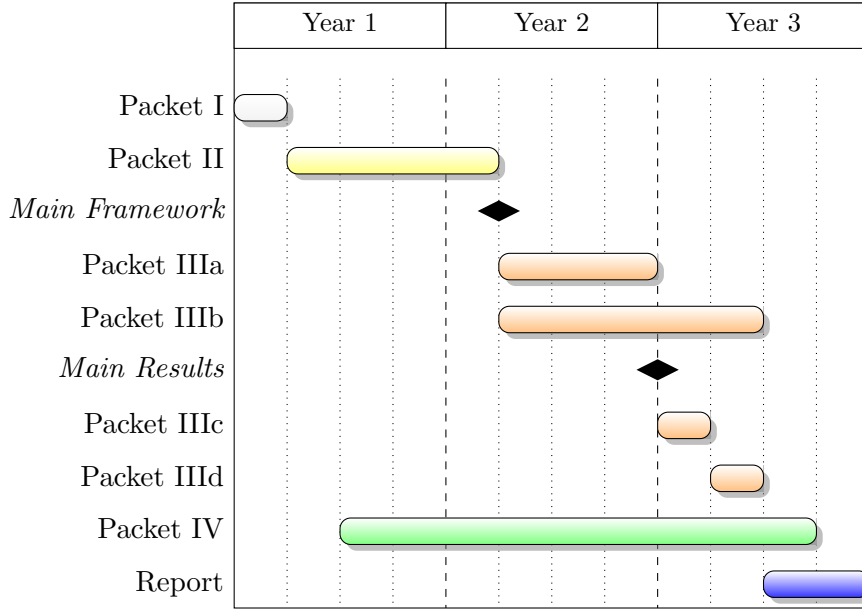 Year 1 Year 2 Year 3
Packet I
Packet II
Main Framework
Packet IIIa
Packet IIIb
Main Results
Packet IIIc
Packet IIId
Packet IV
Report